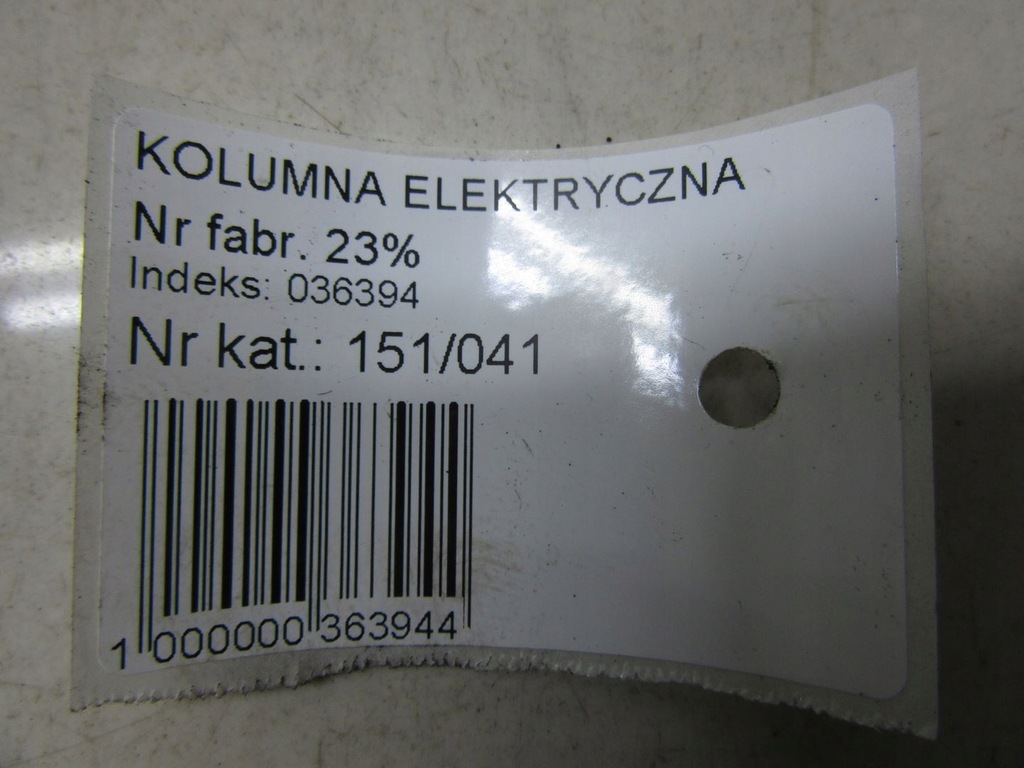 KOLUMNA ELEKTRYCZNA
Nr fabr. 23%
Indeks: 036394
Nr kat.: 151/041
1 000000 363944